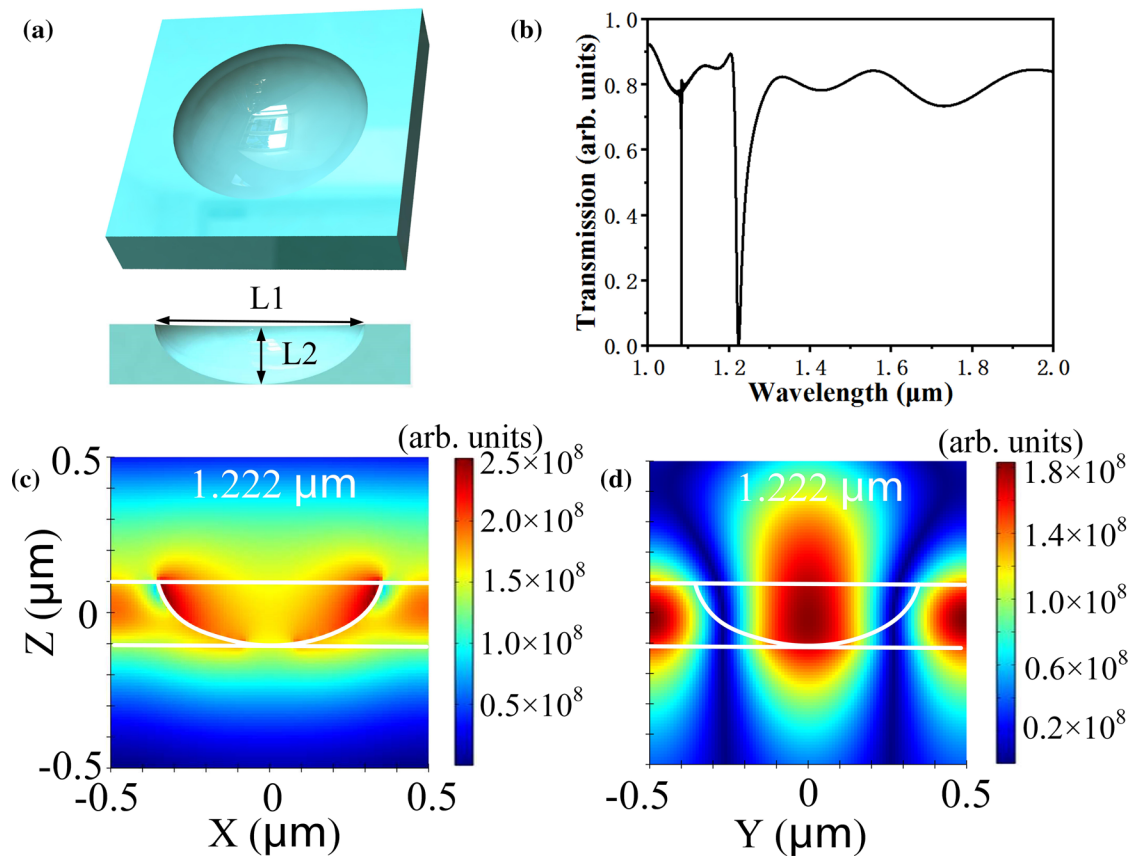 (a)
L1
L2
(b)
Transmission (arb. units)
1.0
0.8
0.6
0.4
0.2
0.0
1.0 1.2 1.4 1.6 1.8 2.0
Wavelength (μm)
(c)
(arb. units)
1.222 μm
2.5×10⁸
2.0×10⁸
1.5×10⁸
1.0×10⁸
0.5×10⁸
Z (μm)
0.5
0
-0.5
-0.5 0 0.5
X (μm)
(d)
(arb. units)
1.222 μm
1.8×10⁸
1.4×10⁸
1.0×10⁸
0.6×10⁸
0.2×10⁸
-0.5 0 0.5
Y (μm)